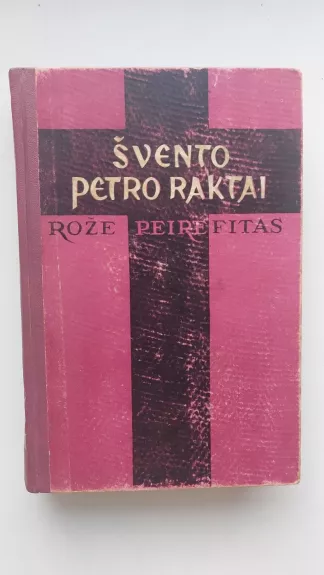 ŠVENTO
PETRO RAKTAI
ROŽE PEIREFITAS